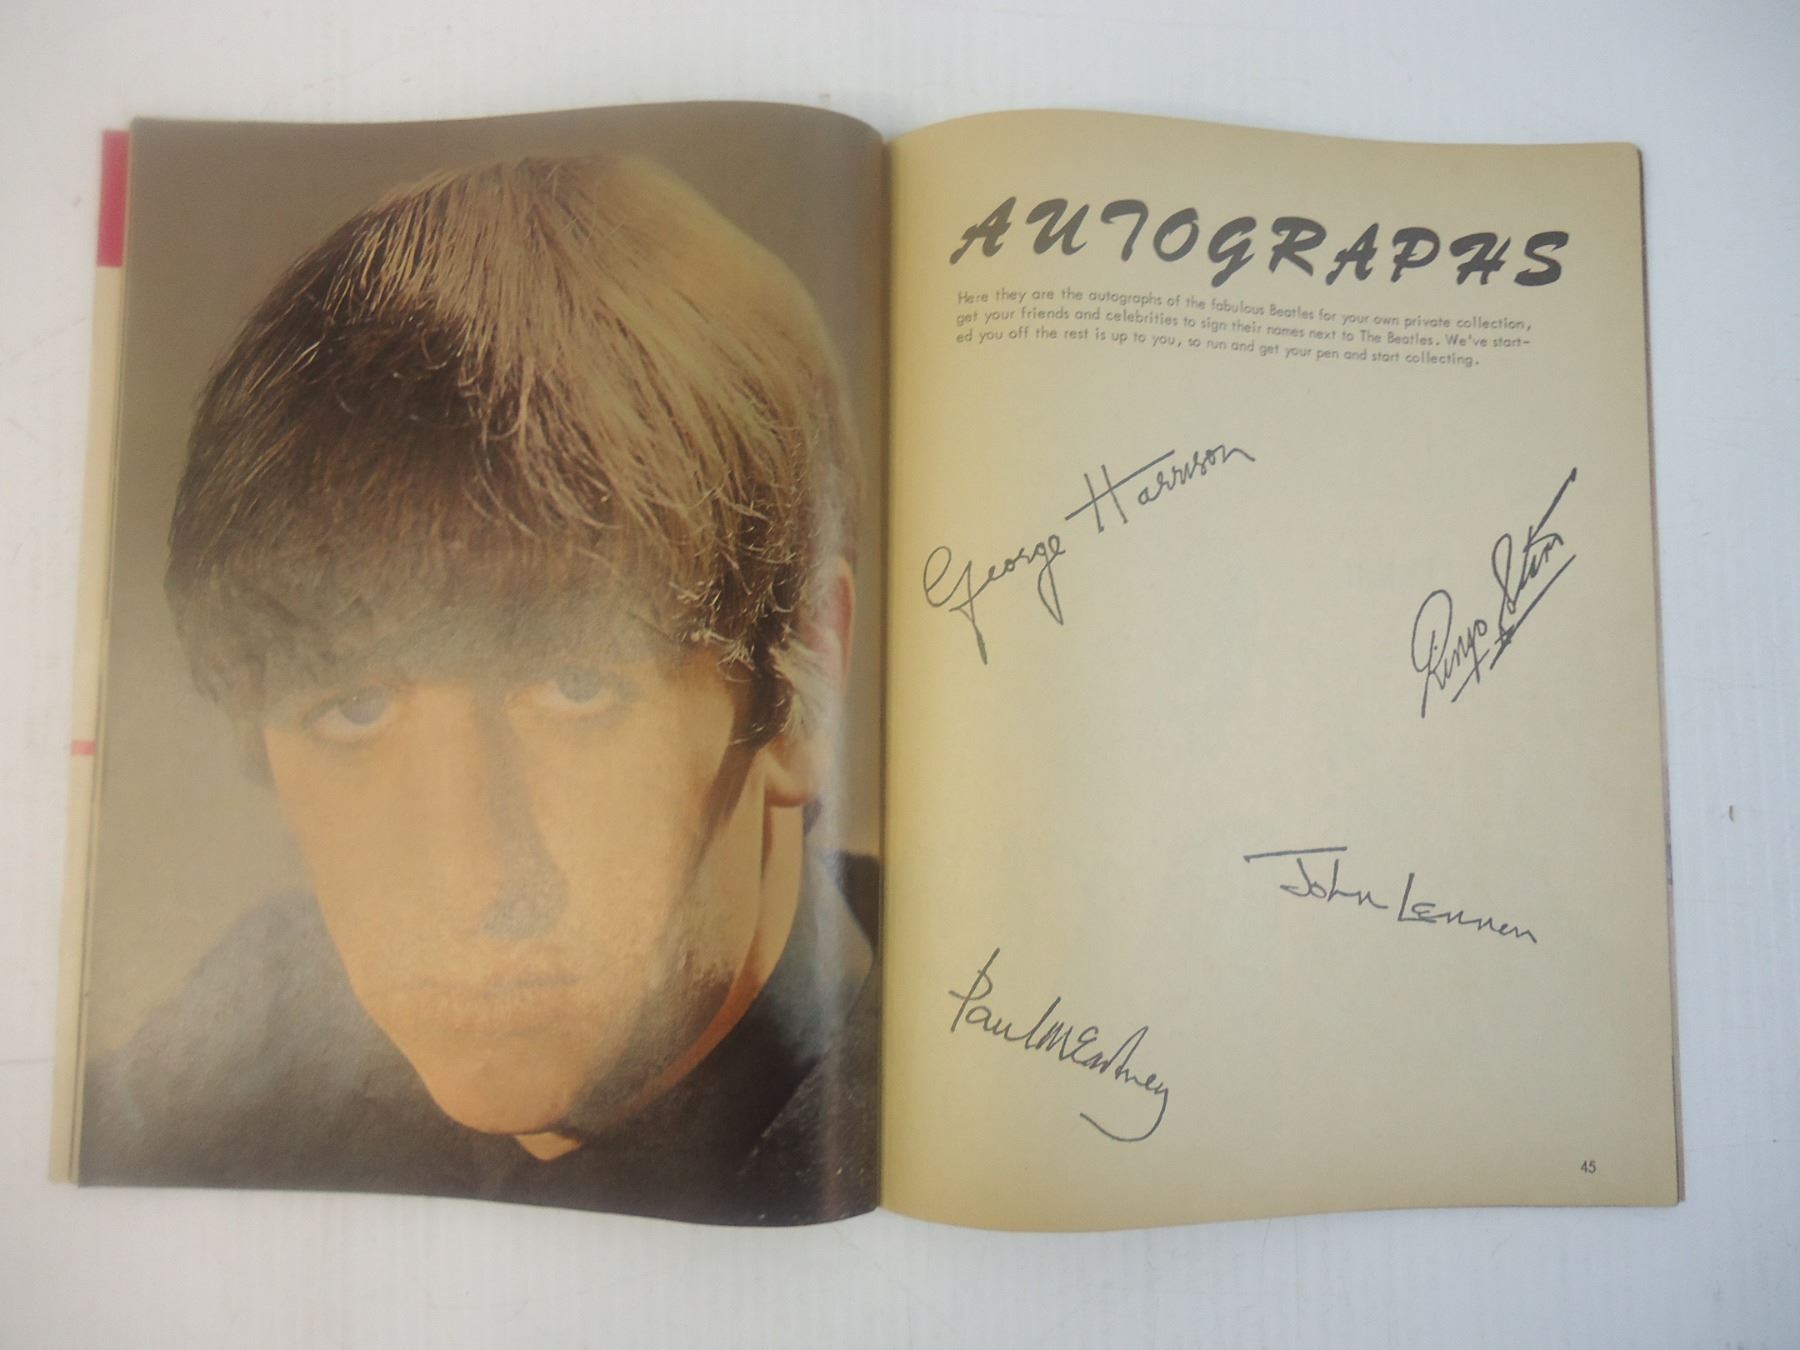 AUTOGRAPHS
Here they are the autographs of the fabulous Beatles for your own private collection,
get your friends and celebrities to sign their names next to The Beatles. We've start-
ed you off the rest is up to you, so run and get your pen and start collecting.
George Harrison
Ringo Starr
John Lennon
Paul McCartney
45